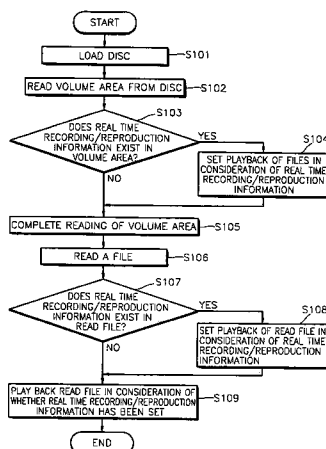 START
LOAD DISC
S101
READ VOLUME AREA FROM DISC
S102
S103
DOES REAL TIME
RECORDING/REPRODUCTION
INFORMATION EXIST IN
VOLUME AREA?
YES
NO
S104
SET PLAYBACK OF FILES IN
CONSIDERATION OF REAL TIME
RECORDING/REPRODUCTION
INFORMATION
COMPLETE READING OF VOLUME AREA
S105
READ A FILE
S106
S107
DOES REAL TIME
RECORDING/REPRODUCTION
INFORMATION EXIST IN
READ FILE?
YES
NO
S108
SET PLAYBACK OF READ FILE IN
CONSIDERATION OF REAL TIME
RECORDING/REPRODUCTION
INFORMATION
PLAY BACK READ FILE IN CONSIDERATION OF
WHETHER REAL TIME RECORDING/REPRODUCTION
INFORMATION HAS BEEN SET
S109
END